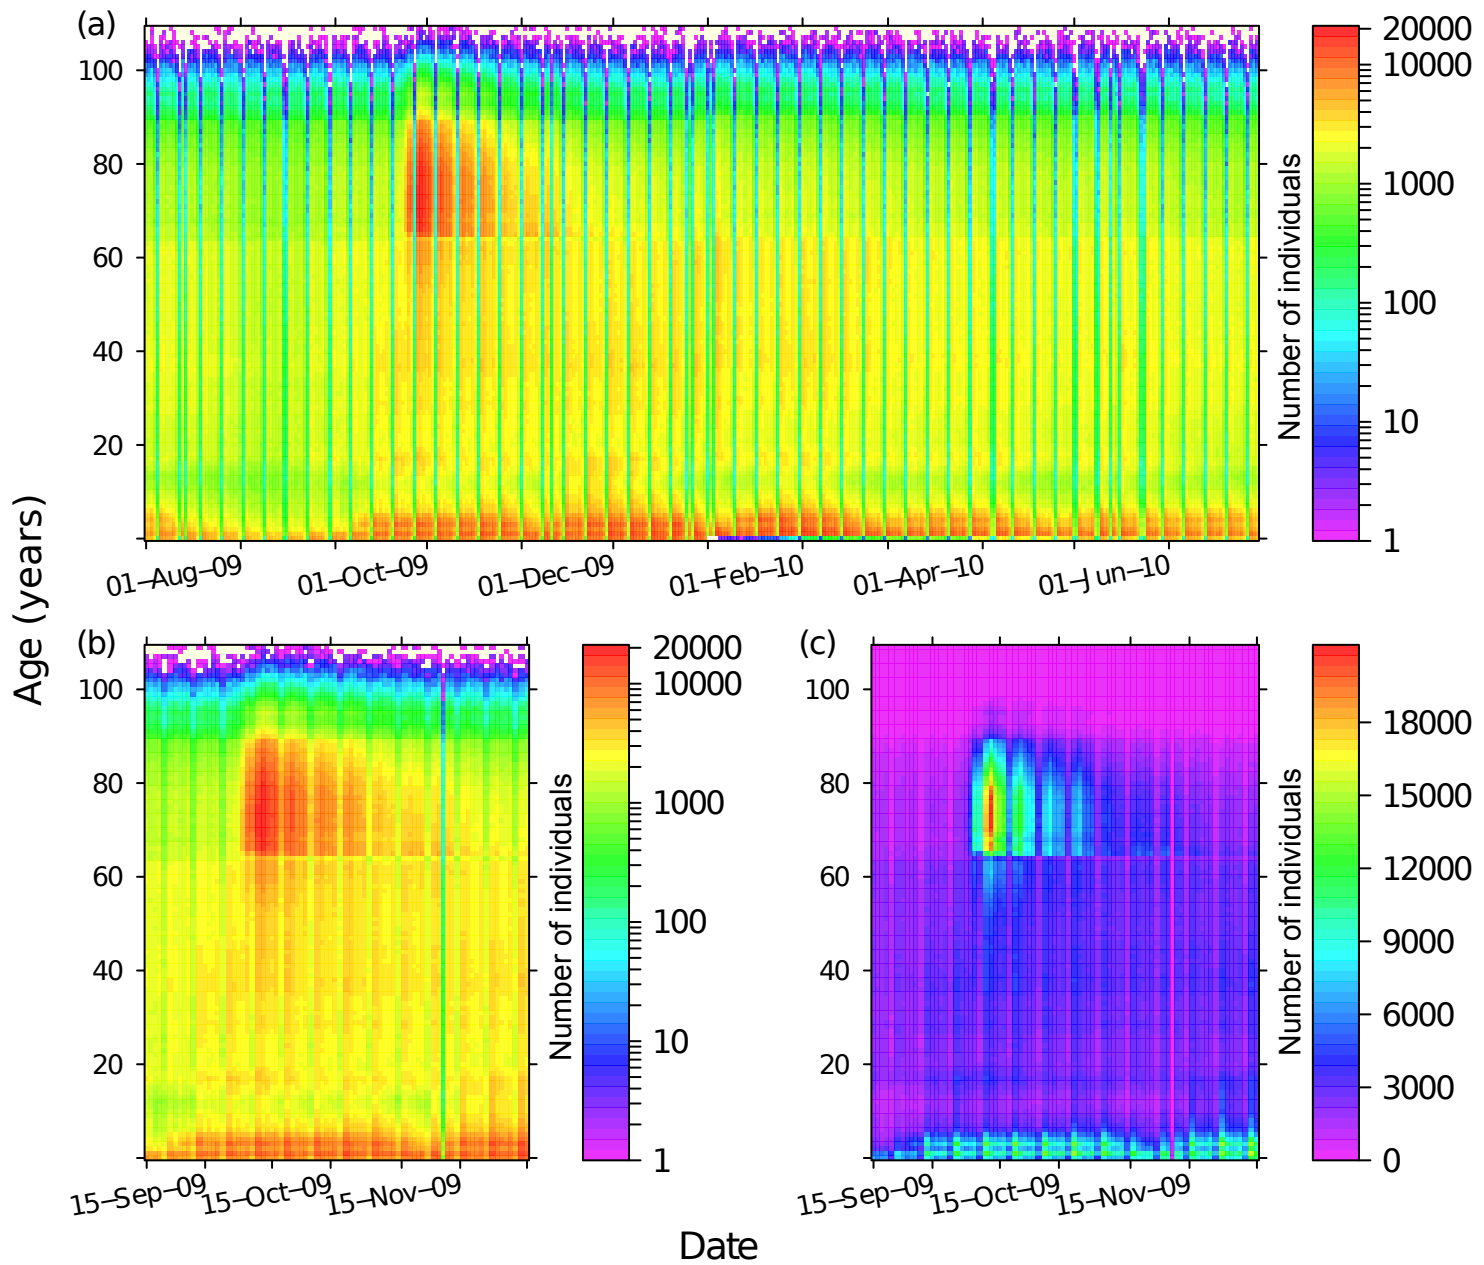 (a)
100
80
60
40
20
01–Aug–09
01–Oct–09
01–Dec–09
01–Feb–10
01–Apr–10
01–Jun–10
Number of individuals
20000
10000
1000
100
10
1
Age (years)
(b)
100
80
60
40
20
15–Sep–09
15–Oct–09
15–Nov–09
Number of individuals
20000
10000
1000
100
10
1
(c)
100
80
60
40
20
15–Sep–09
15–Oct–09
15–Nov–09
Number of individuals
18000
15000
12000
9000
6000
3000
0
Date